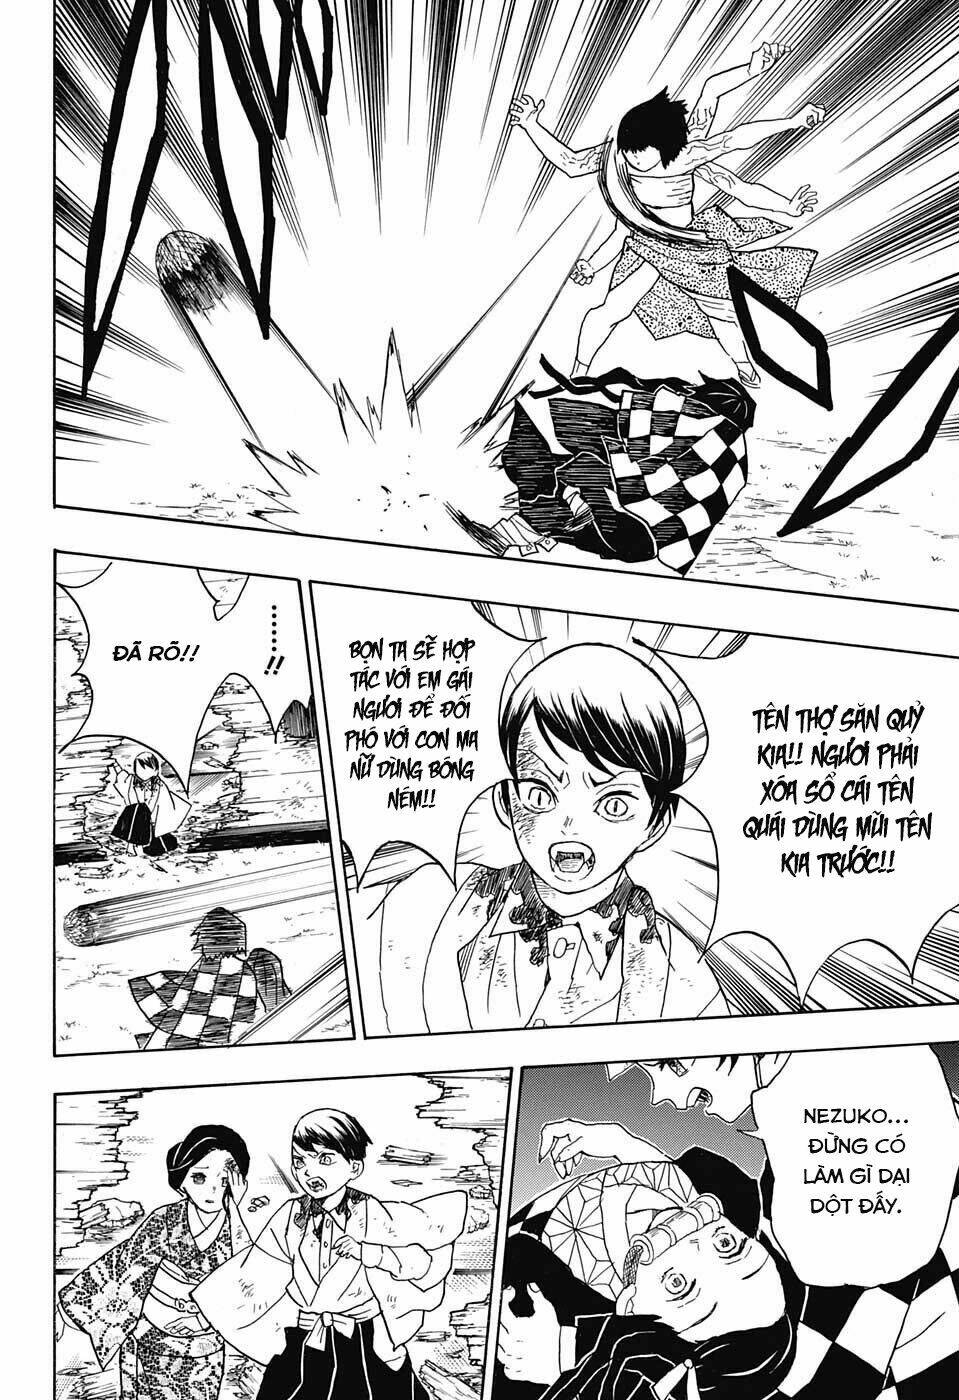 TÊN THỢ SĂN QUỶ
KIA!! NGƯƠI PHẢI
XÓA SỔ CÁI TÊN
QUÁI DÙNG MŨI TÊN
KIA TRƯỚC!!
BỌN TA SẼ HỢP
TÁC VỚI EM GÁI
NGƯƠI ĐỂ ĐỐI
PHÓ VỚI CON MA
NỮ DÙNG BÓNG
NÉM!!
......!!
ĐÃ RÕ!!
NEZUKO...
ĐỪNG CÓ
LÀM GÌ DẠI
DỘT ĐẤY.